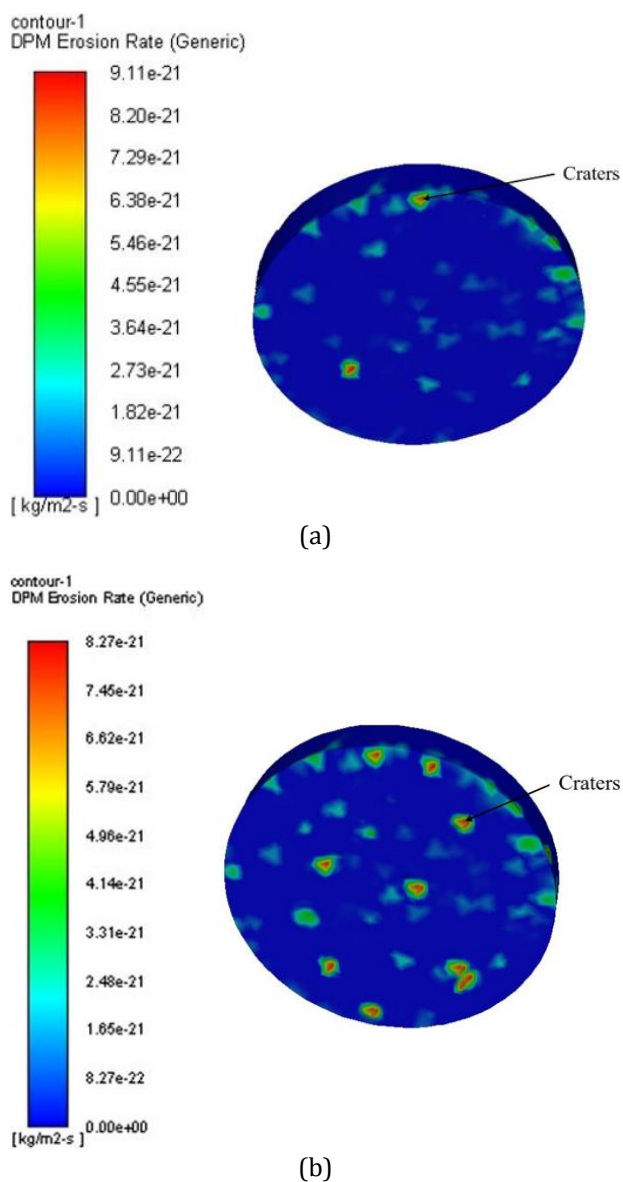 contour-1
DPM Erosion Rate (Generic)
9.11e-21
8.20e-21
7.29e-21
6.38e-21
5.46e-21
4.55e-21
3.64e-21
2.73e-21
1.82e-21
9.11e-22
0.00e+00
[ kg/m2-s ]
Craters
(a)
contour-1
DPM Erosion Rate (Generic)
8.27e-21
7.45e-21
6.62e-21
5.79e-21
4.96e-21
4.14e-21
3.31e-21
2.48e-21
1.65e-21
8.27e-22
0.00e+00
[kg/m2-s ]
Craters
(b)